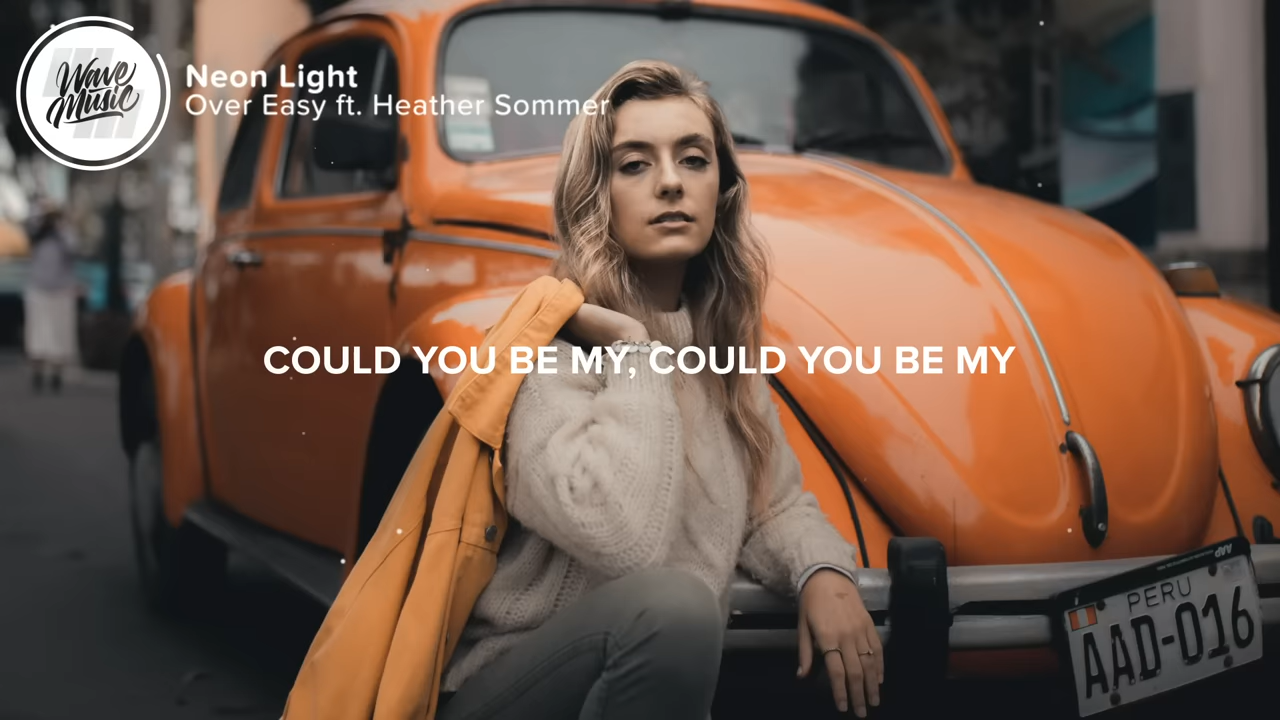 Wave
Music
Neon Light
Over Easy ft. Heather Sommer
COULD YOU BE MY, COULD YOU BE MY
PERU
AAD-016